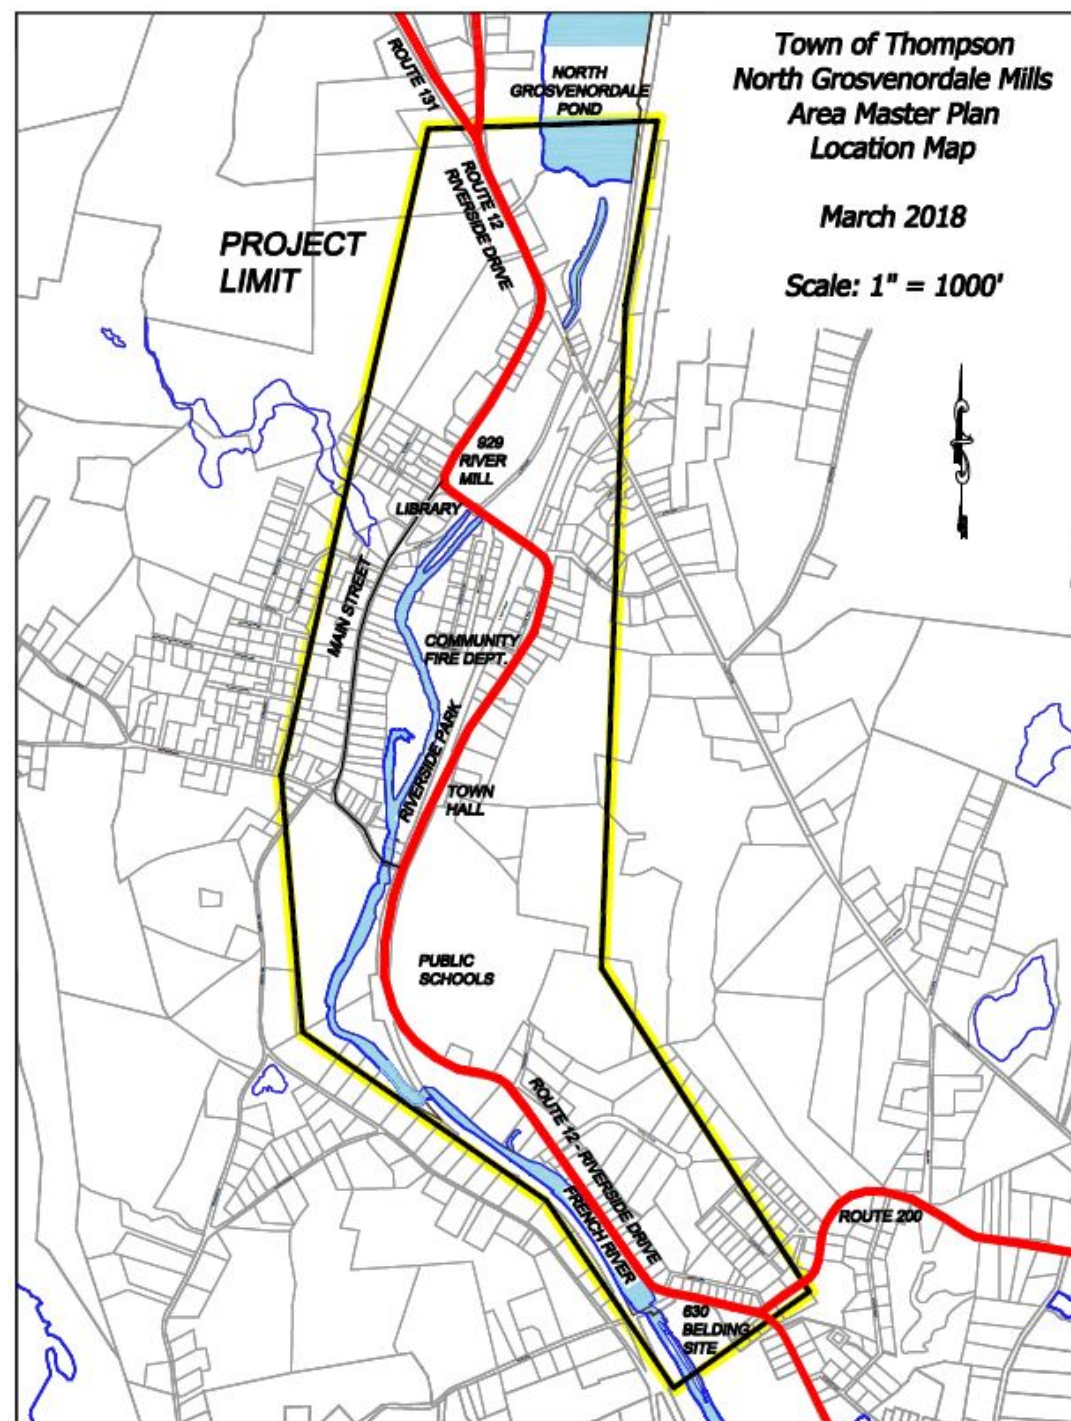 Town of Thompson
North Grosvenordale Mills
Area Master Plan
Location Map
March 2018
Scale: 1" = 1000'
ROUTE 131
NORTH
GROSVENORDALE
POND
ROUTE 12
RIVERSIDE DRIVE
PROJECT
LIMIT
929
RIVER
MILL
LIBRARY
MAIN STREET
COMMUNITY
FIRE DEPT.
RIVERSIDE PARK
TOWN
HALL
PUBLIC
SCHOOLS
ROUTE 12 - RIVERSIDE DRIVE
FRENCH RIVER
ROUTE 200
630
BELDING
SITE